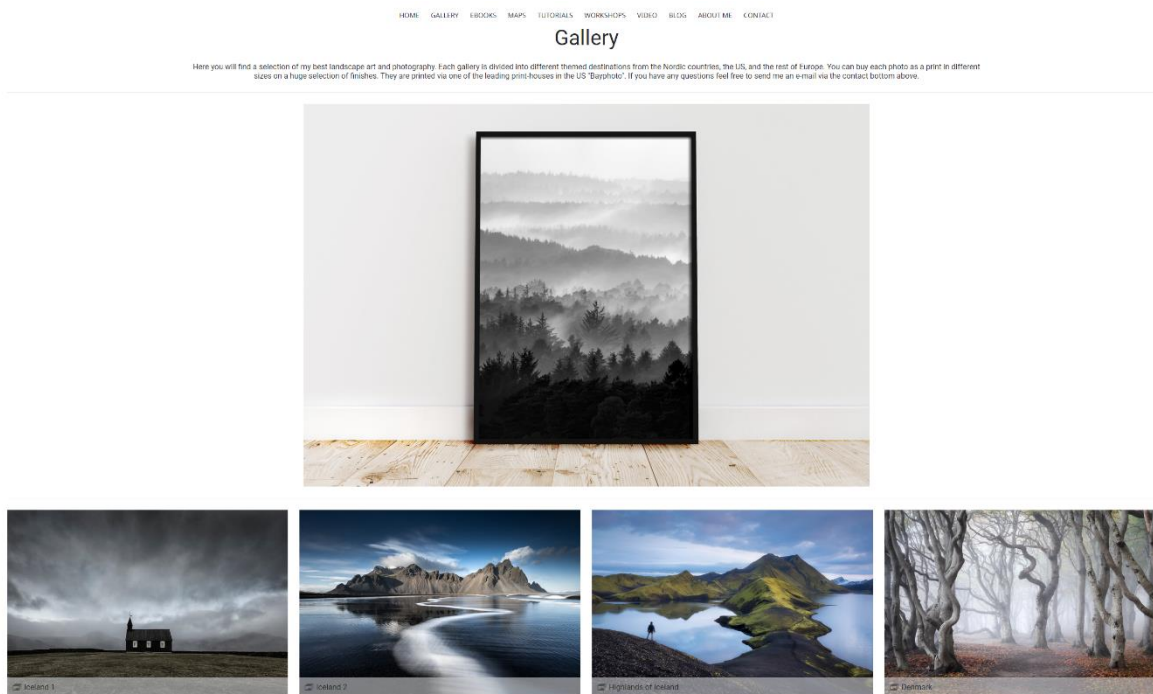 HOME GALLERY EBOOKS MAPS TUTORIALS WORKSHOPS VIDEO BLOG ABOUT ME CONTACT
Gallery
Here you will find a selection of my best landscape art and photography. Each gallery is divided into different themed destinations from the Nordic countries, the US, and the rest of Europe. You can buy each photo as a print in different
sizes on a huge selection of finishes. They are printed via one of the leading print-houses in the US "Bayphoto". If you have any questions feel free to send me an e-mail via the contact bottom above.
Iceland 1
Iceland 2
Highlands of Iceland
Denmark